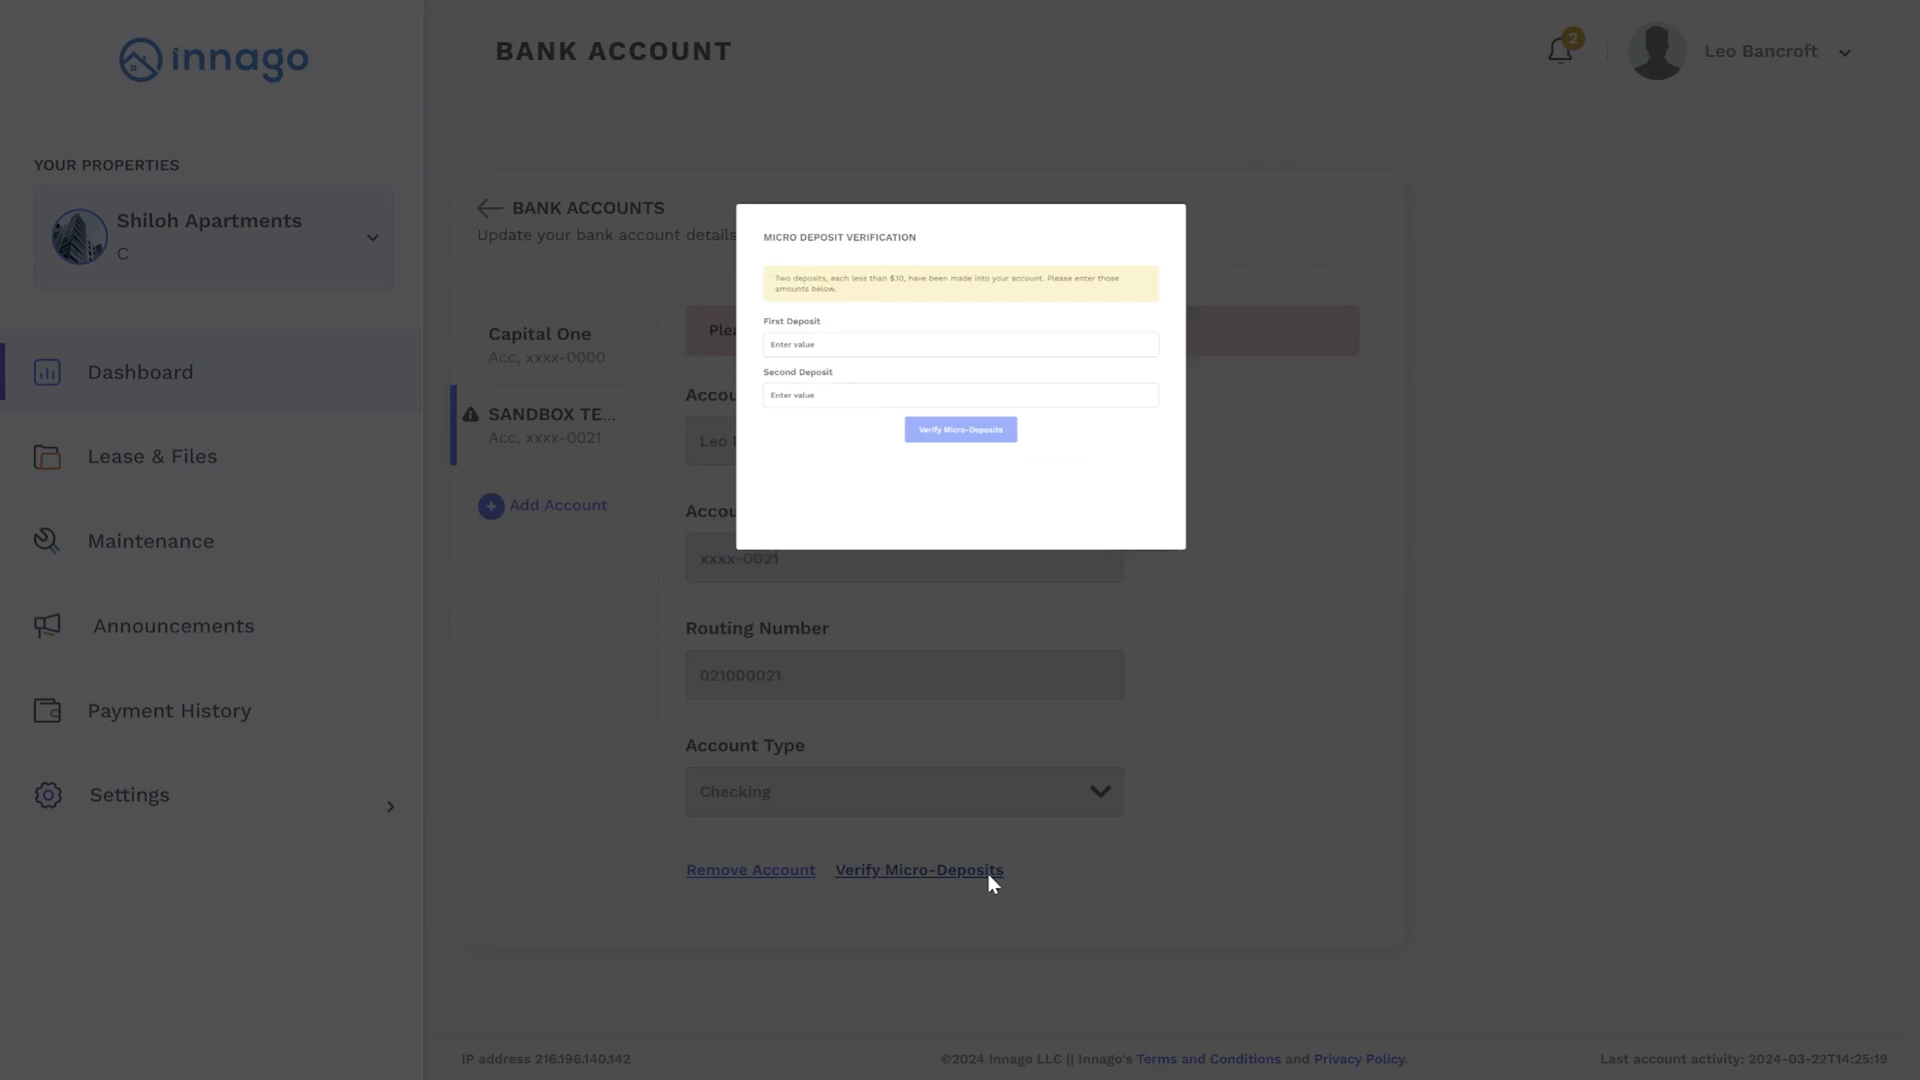 innago
BANK ACCOUNT
2
Leo Bancroft
YOUR PROPERTIES
Shiloh Apartments
C
Dashboard
Lease & Files
Maintenance
Announcements
Payment History
Settings
BANK ACCOUNTS
Update your bank account details
Capital One
Acc, xxxx-0000
SANDBOX TE...
Acc, xxxx-0021
Add Account
MICRO DEPOSIT VERIFICATION
Two deposits, each less than $.10, have been made into your account. Please enter those
amounts below.
First Deposit
Enter value
Second Deposit
Enter value
Verify Micro-Deposits
Leo
xxxx-0021
Routing Number
021000021
Account Type
Checking
Remove Account Verify Micro-Deposits
IP address 216.196.140.142
©2024 Innago LLC || Innago's Terms and Conditions and Privacy Policy.
Last account activity: 2024-03-22T14:25:19